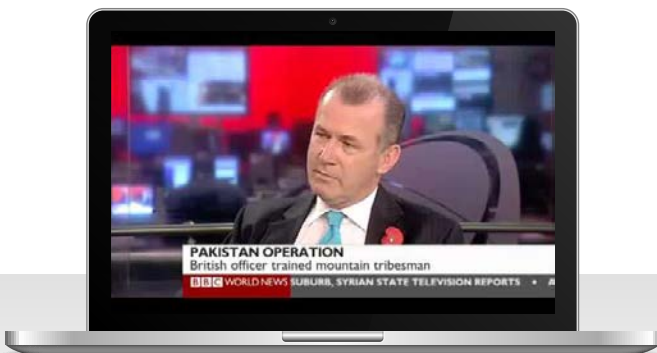 PAKISTAN OPERATION
British officer trained mountain tribesman
BBC WORLD NEWS SUBURB, SYRIAN STATE TELEVISION REPORTS • A